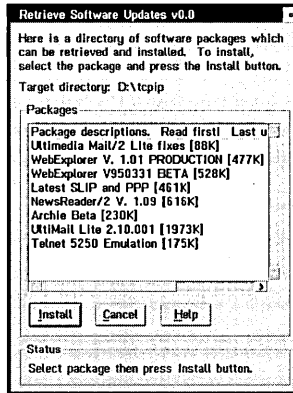 Retrieve Software Updates v0.0
Here is a directory of software packages which
can be retrieved and installed. To install,
select the package and press the Install button.
Target directory: D:\tcpip
Packages
Package descriptions. Read first! Last u
Ultimedia Mail/2 Lite fixes [88K]
WebExplorer V. 1.01 PRODUCTION [477K]
WebExplorer V950331 BETA [528K]
Latest SLIP and PPP [461K]
NewsReader/2 V. 1.09 [616K]
Archie Beta [230K]
UltiMail Lite 2.10.001 [1973K]
Telnet 5250 Emulation [175K]
Install Cancel Help
Status
Select package then press Install button.